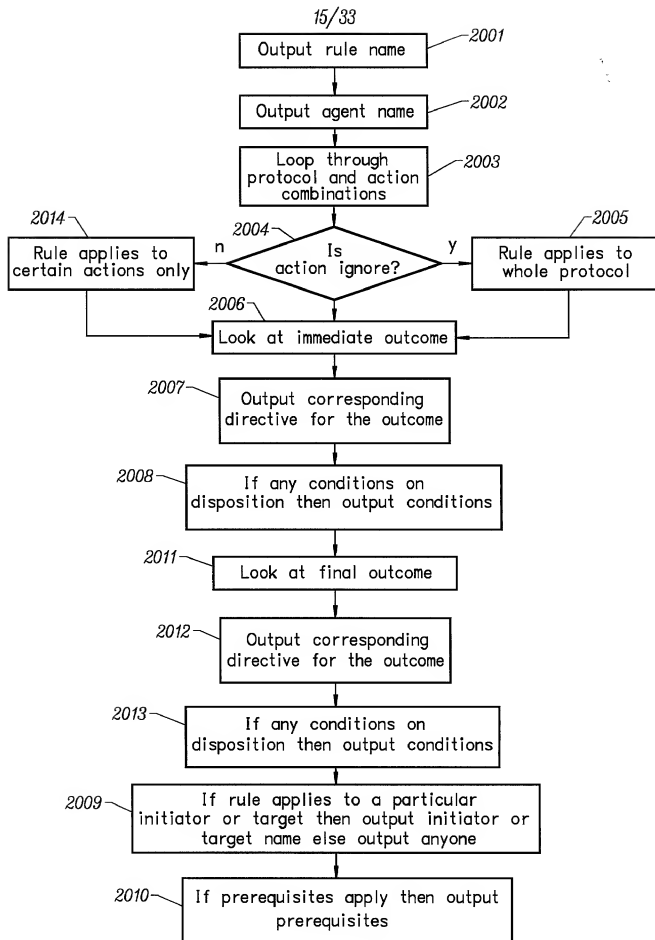 15/33
Output rule name
2001
Output agent name
2002
Loop through
protocol and action
combinations
2003
2004
Is
action ignore?
n
y
2014
Rule applies to
certain actions only
2005
Rule applies to
whole protocol
2006
Look at immediate outcome
2007
Output corresponding
directive for the outcome
2008
If any conditions on
disposition then output conditions
2011
Look at final outcome
2012
Output corresponding
directive for the outcome
2013
If any conditions on
disposition then output conditions
2009
If rule applies to a particular
initiator or target then output initiator or
target name else output anyone
2010
If prerequisites apply then output
prerequisites